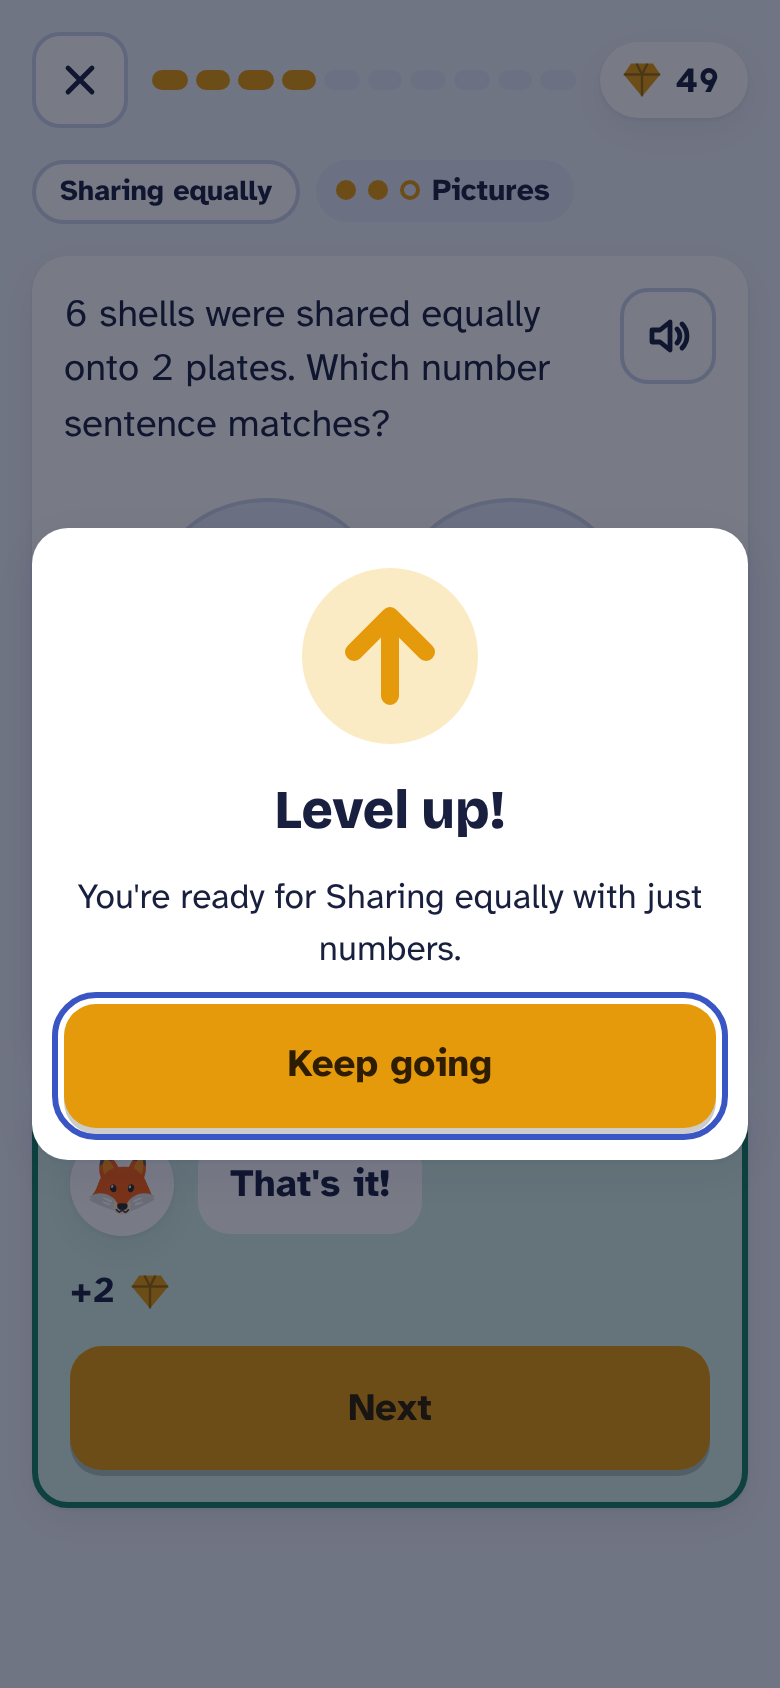 49
Sharing equally
Pictures
6 shells were shared equally
onto 2 plates. Which number
sentence matches?
Level up!
You're ready for Sharing equally with just
numbers.
Keep going
That's it!
+2
Next